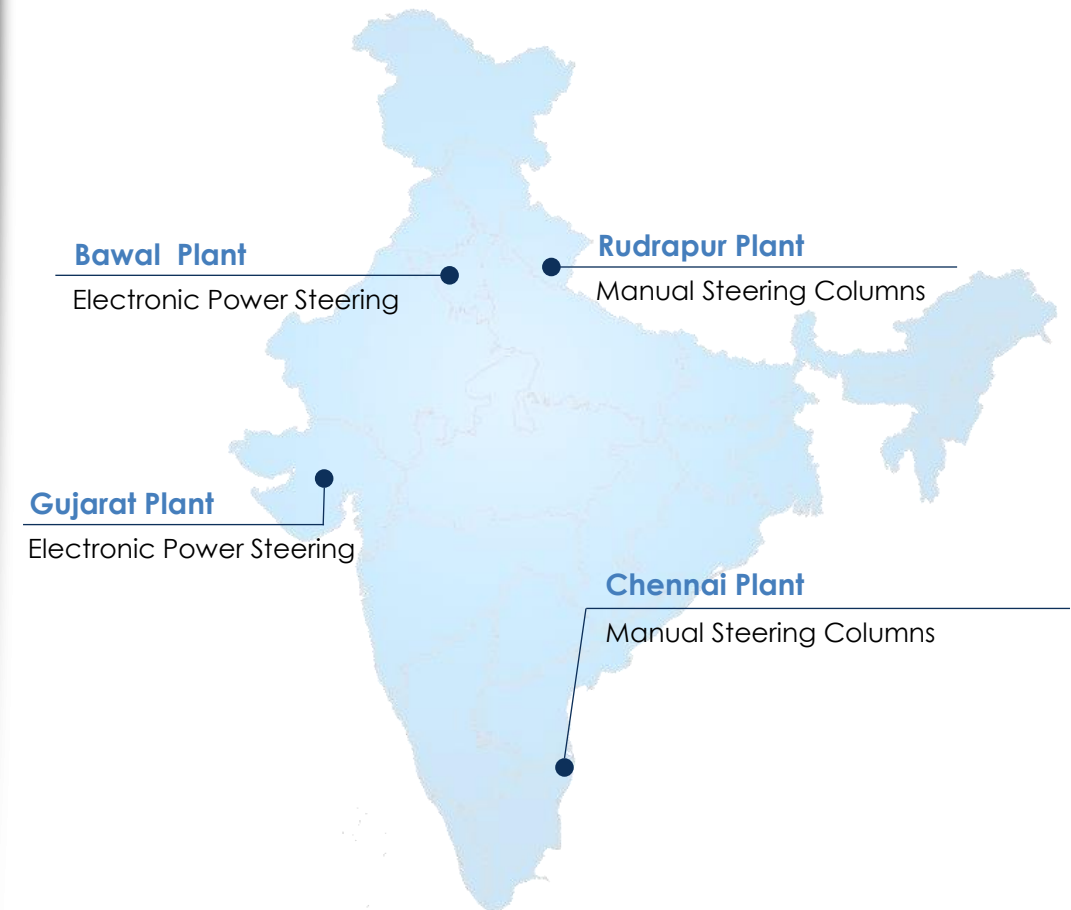 Bawal Plant
Electronic Power Steering
Rudrapur Plant
Manual Steering Columns
Gujarat Plant
Electronic Power Steering
Chennai Plant
Manual Steering Columns